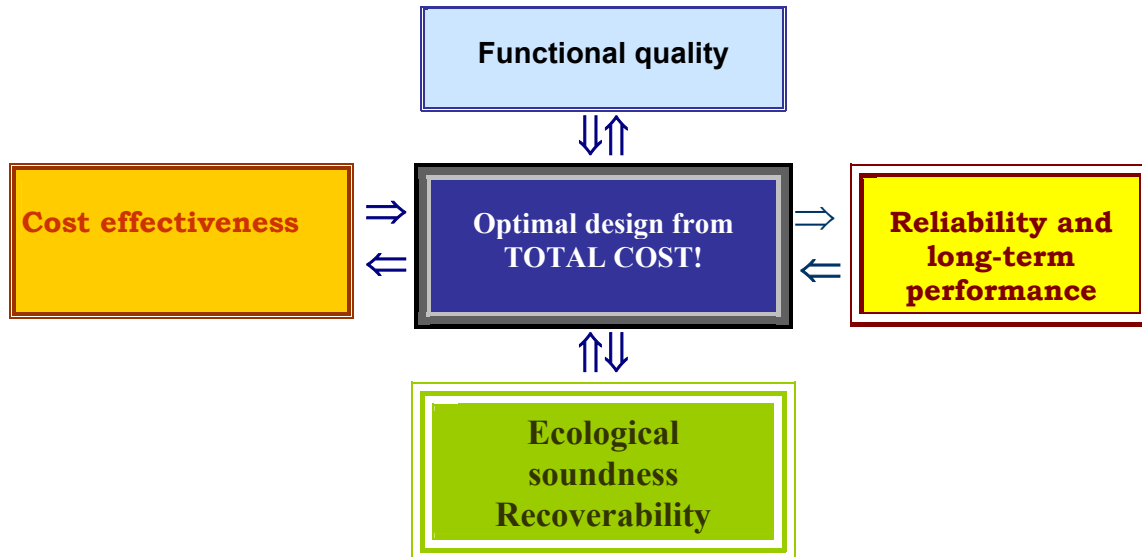 Functional quality
Cost effectiveness
Optimal design from
TOTAL COST!
Reliability and
long-term
performance
Ecological
soundness
Recoverability